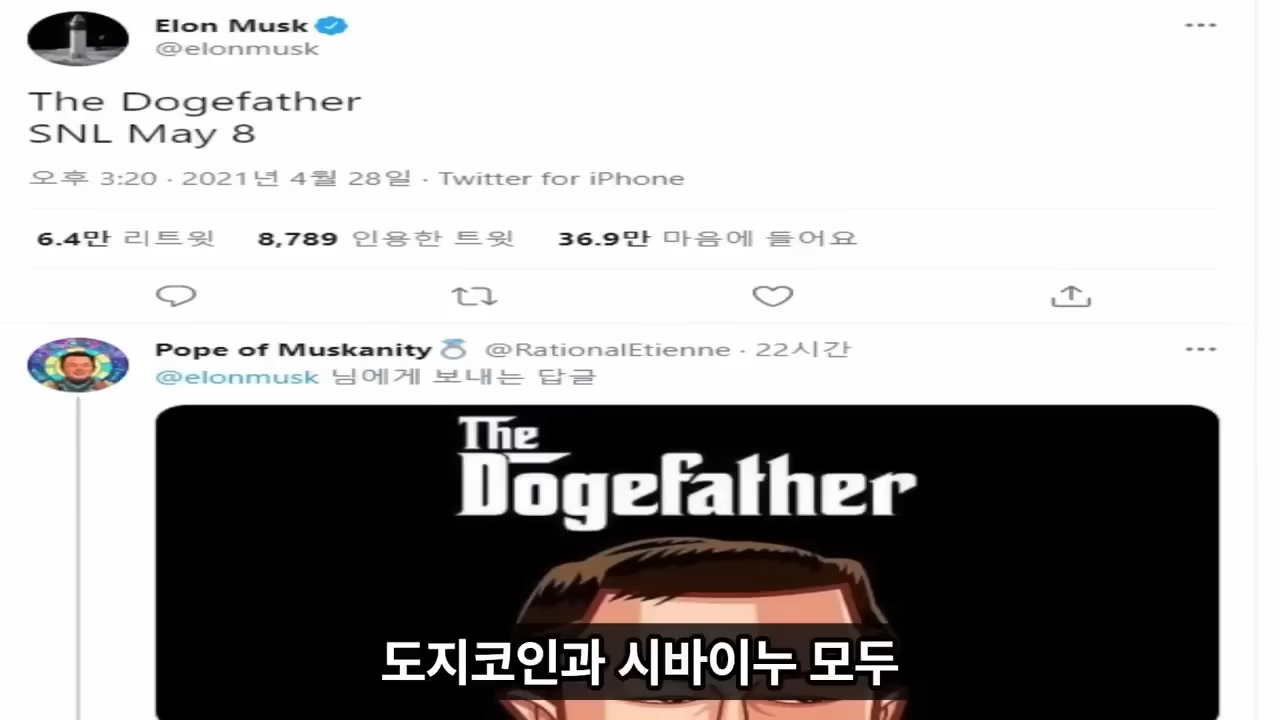 Elon Musk
@elonmusk
The Dogefather
SNL May 8
오후 3:20 · 2021년 4월 28일 · Twitter for iPhone
6.4만 리트윗 8,789 인용한 트윗 36.9만 마음에 들어요
Pope of Muskanity @RationalEtienne · 22시간
@elonmusk 님에게 보내는 답글
The
Dogefather
도지코인과 시바이누 모두